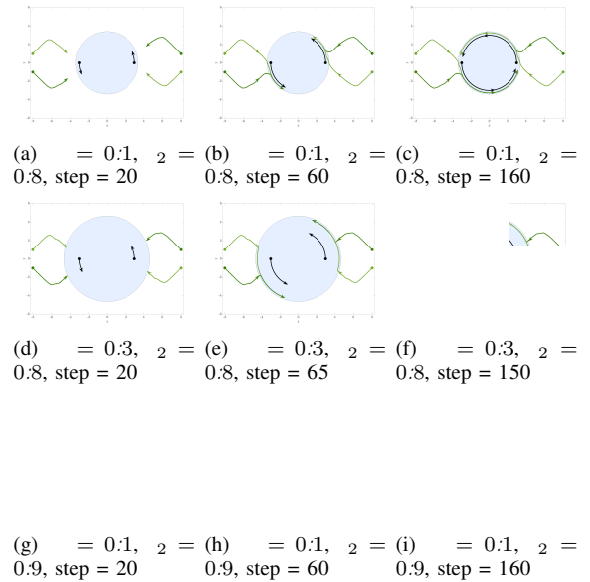 (a) = 0.1, 2 = 0.8, step = 20
(b) = 0.1, 2 = 0.8, step = 60
(c) = 0.1, 2 = 0.8, step = 160
(d) = 0.3, 2 = 0.8, step = 20
(e) = 0.3, 2 = 0.8, step = 65
(f) = 0.3, 2 = 0.8, step = 150
(g) = 0.1, 2 = 0.9, step = 20
(h) = 0.1, 2 = 0.9, step = 60
(i) = 0.1, 2 = 0.9, step = 160